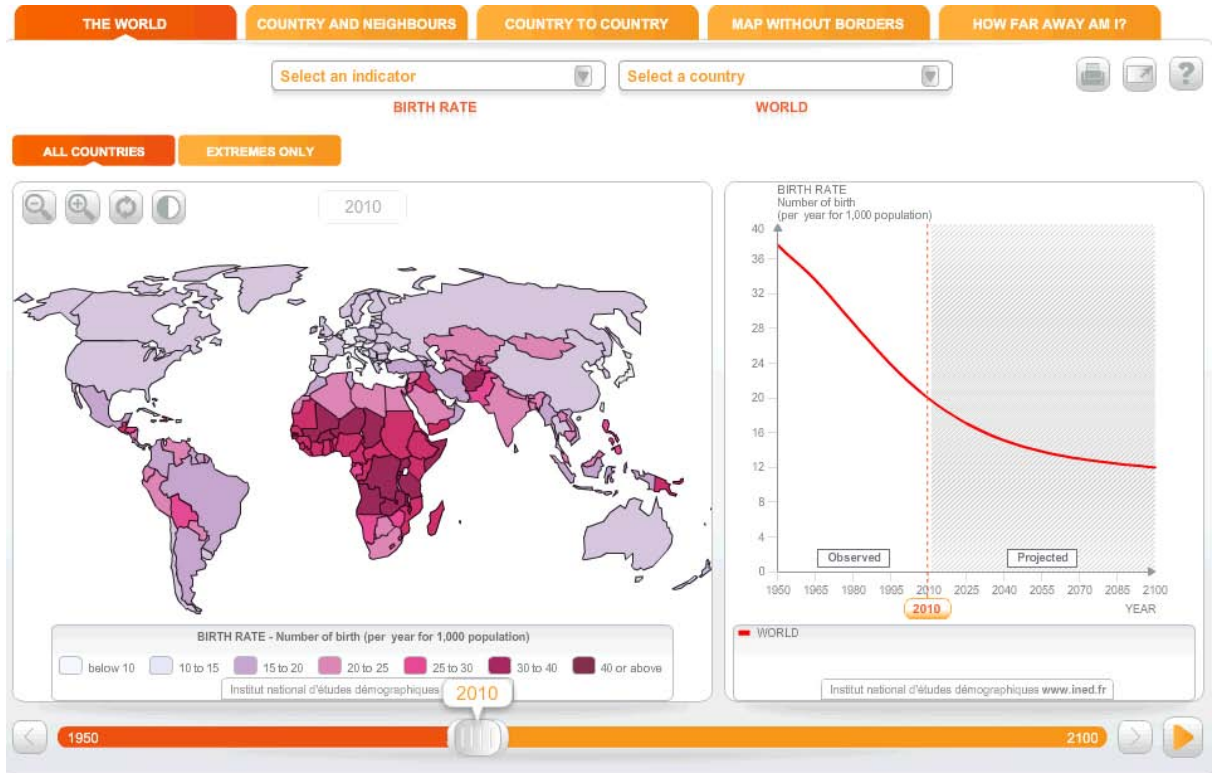 THE WORLD
COUNTRY AND NEIGHBOURS
COUNTRY TO COUNTRY
MAP WITHOUT BORDERS
HOW FAR AWAY AM I?
Select an indicator
Select a country
?
BIRTH RATE
WORLD
ALL COUNTRIES
EXTREMES ONLY
2010
BIRTH RATE - Number of birth (per year for 1,000 population)
below 10
10 to 15
15 to 20
20 to 25
25 to 30
30 to 40
40 or above
Institut national d'études démographiques
BIRTH RATE
Number of birth
(per year for 1,000 population)
40
36
32
28
24
20
16
12
8
4
0
Observed
Projected
1950 1965 1980 1995 2010 2025 2040 2055 2070 2085 2100
2010
YEAR
WORLD
Institut national d'études démographiques www.ined.fr
2010
1950
2100